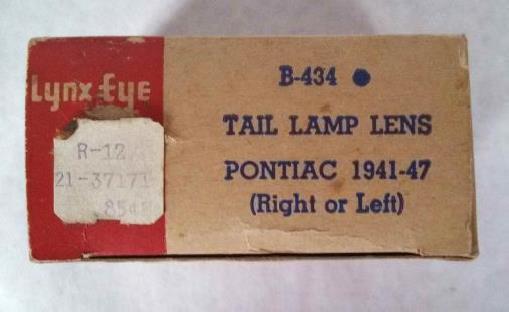 Lynx-Eye
R-12
21-37171
.85¢
B-434
TAIL LAMP LENS
PONTIAC 1941-47
(Right or Left)